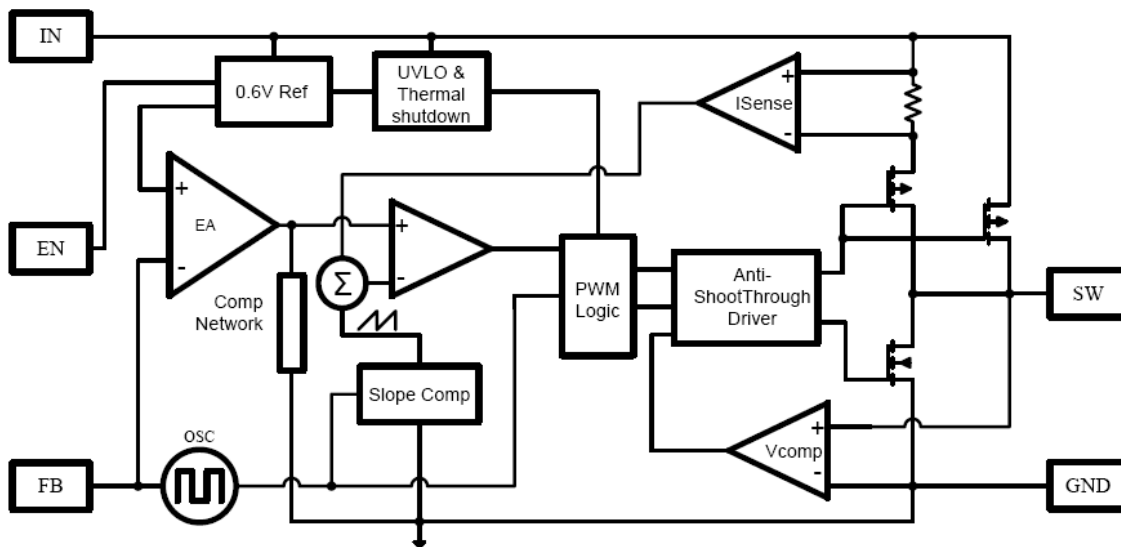 IN
0.6V Ref
UVLO &
Thermal
shutdown
+
ISense
-
+
EA
-
EN
+
-
Σ
Comp
Network
PWM
Logic
Anti-
ShootThrough
Driver
SW
Slope Comp
OSC
FB
+
Vcomp
-
GND